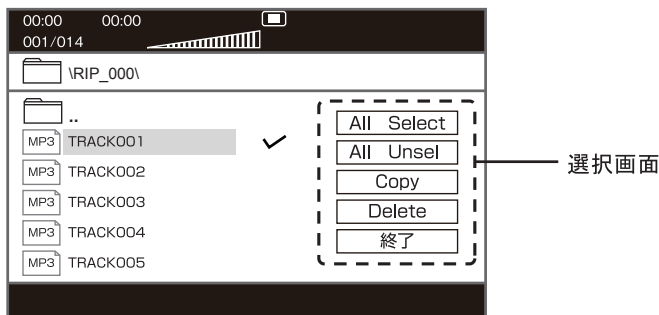 00:00 00:00
001/014
\RIP_000\
..
MP3 TRACK001
MP3 TRACK002
MP3 TRACK003
MP3 TRACK004
MP3 TRACK005
All Select
All Unsel
Copy
Delete
終了
選択画面